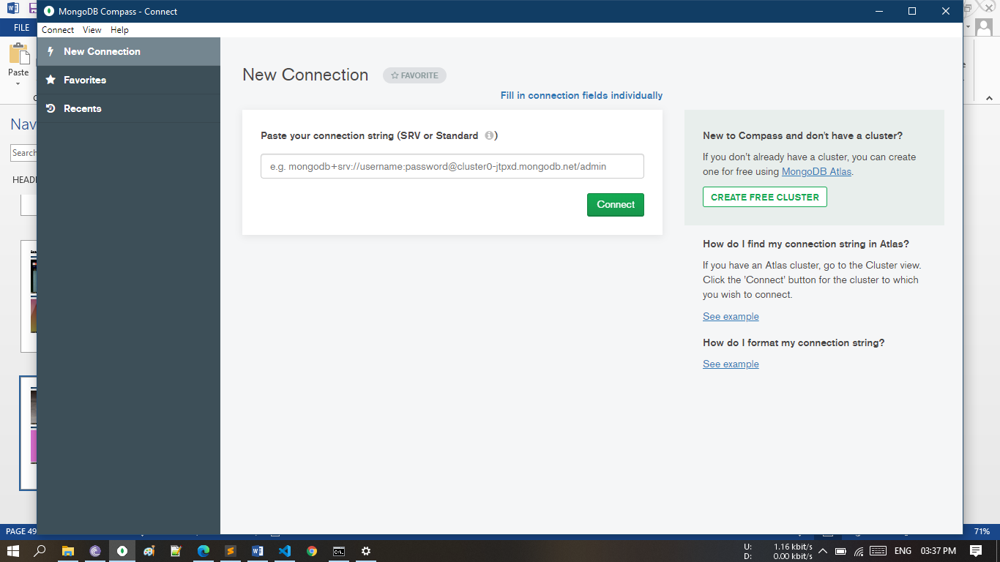 MongoDB Compass - Connect
FILE
Connect View Help
Paste
New Connection
Favorites
Recents
New Connection
FAVORITE
Fill in connection fields individually
Paste your connection string (SRV or Standard )
e.g. mongodb+srv://username:password@cluster0-jtpxd.mongodb.net/admin
Connect
New to Compass and don't have a cluster?
If you don't already have a cluster, you can create
one for free using MongoDB Atlas.
CREATE FREE CLUSTER
How do I find my connection string in Atlas?
If you have an Atlas cluster, go to the Cluster view.
Click the 'Connect' button for the cluster to which
you wish to connect.
See example
How do I format my connection string?
See example
Nav
Search
HEAD
PAGE 49
71%
U: 1.16 kbit/s
D: 0.00 kbit/s
ENG 03:37 PM